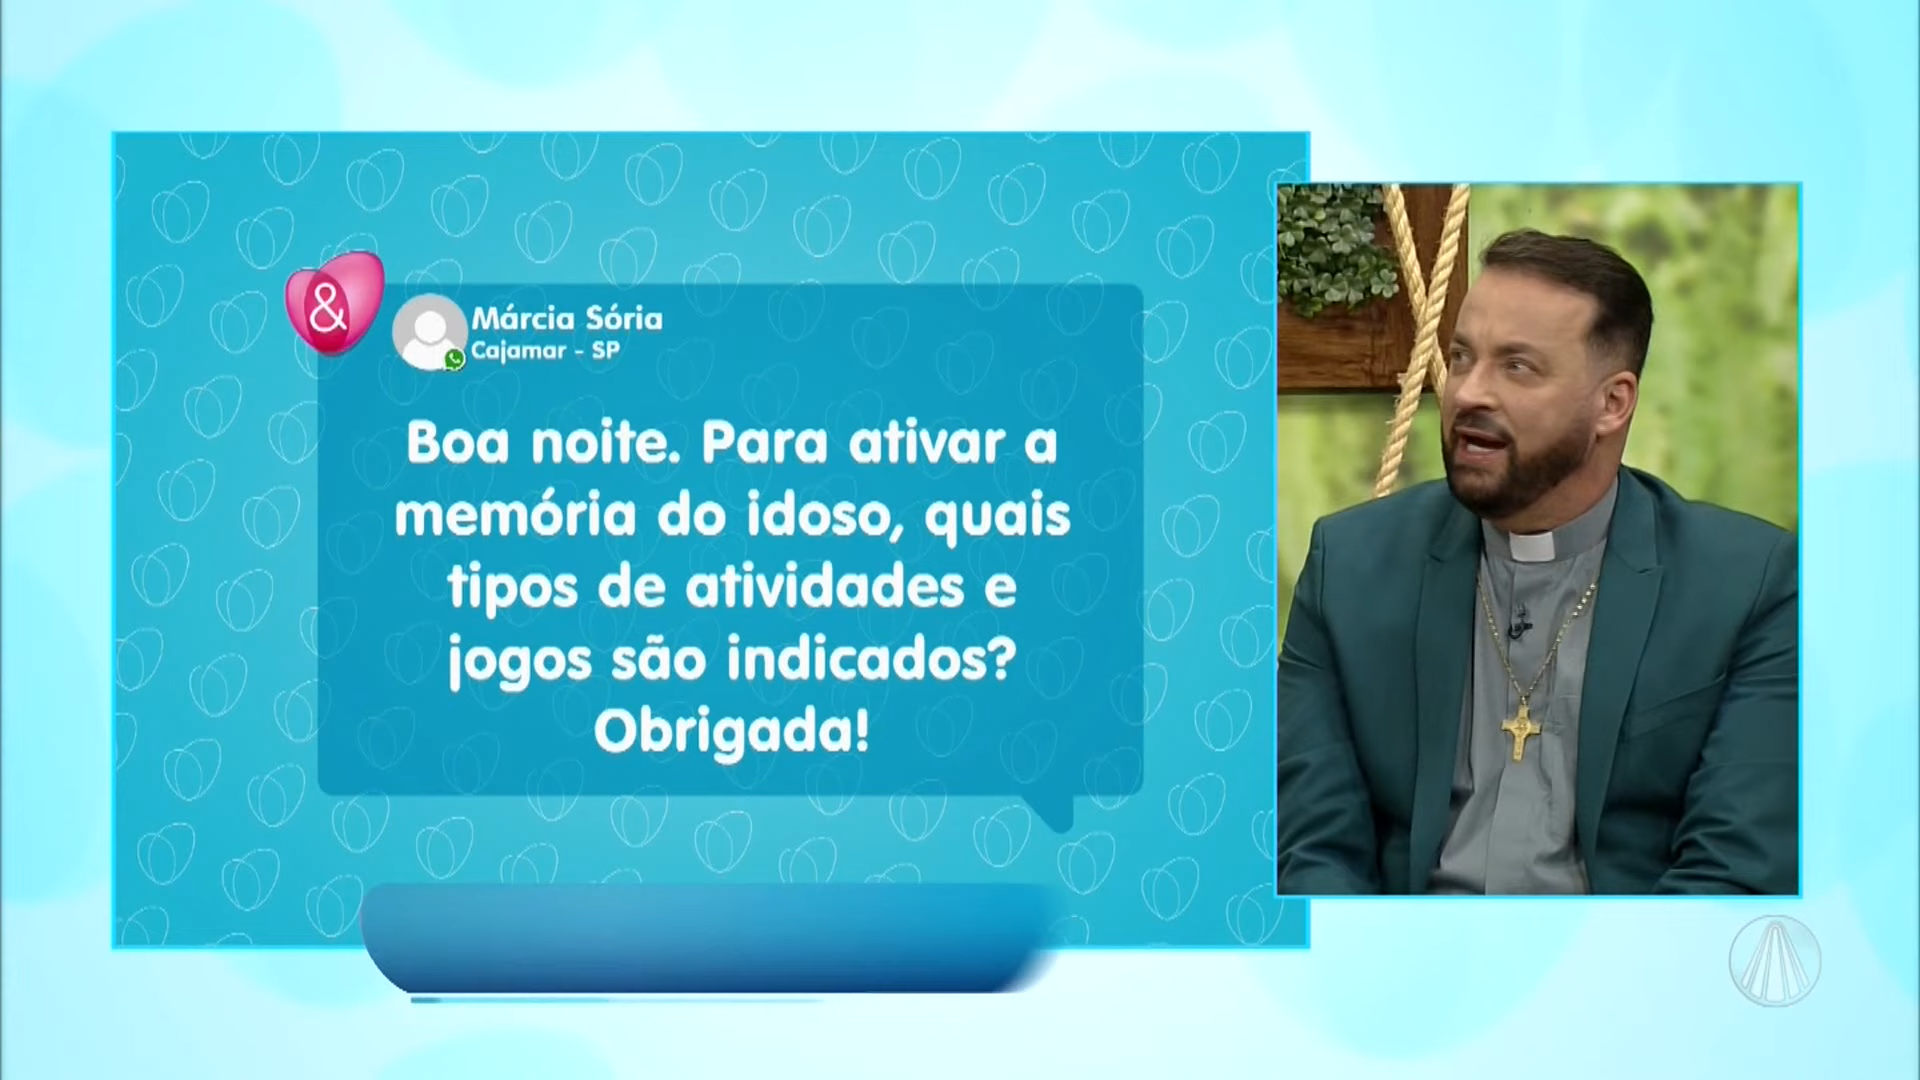 &
Márcia Sória
Cajamar - SP
Boa noite. Para ativar a
memória do idoso, quais
tipos de atividades e
jogos são indicados?
Obrigada!